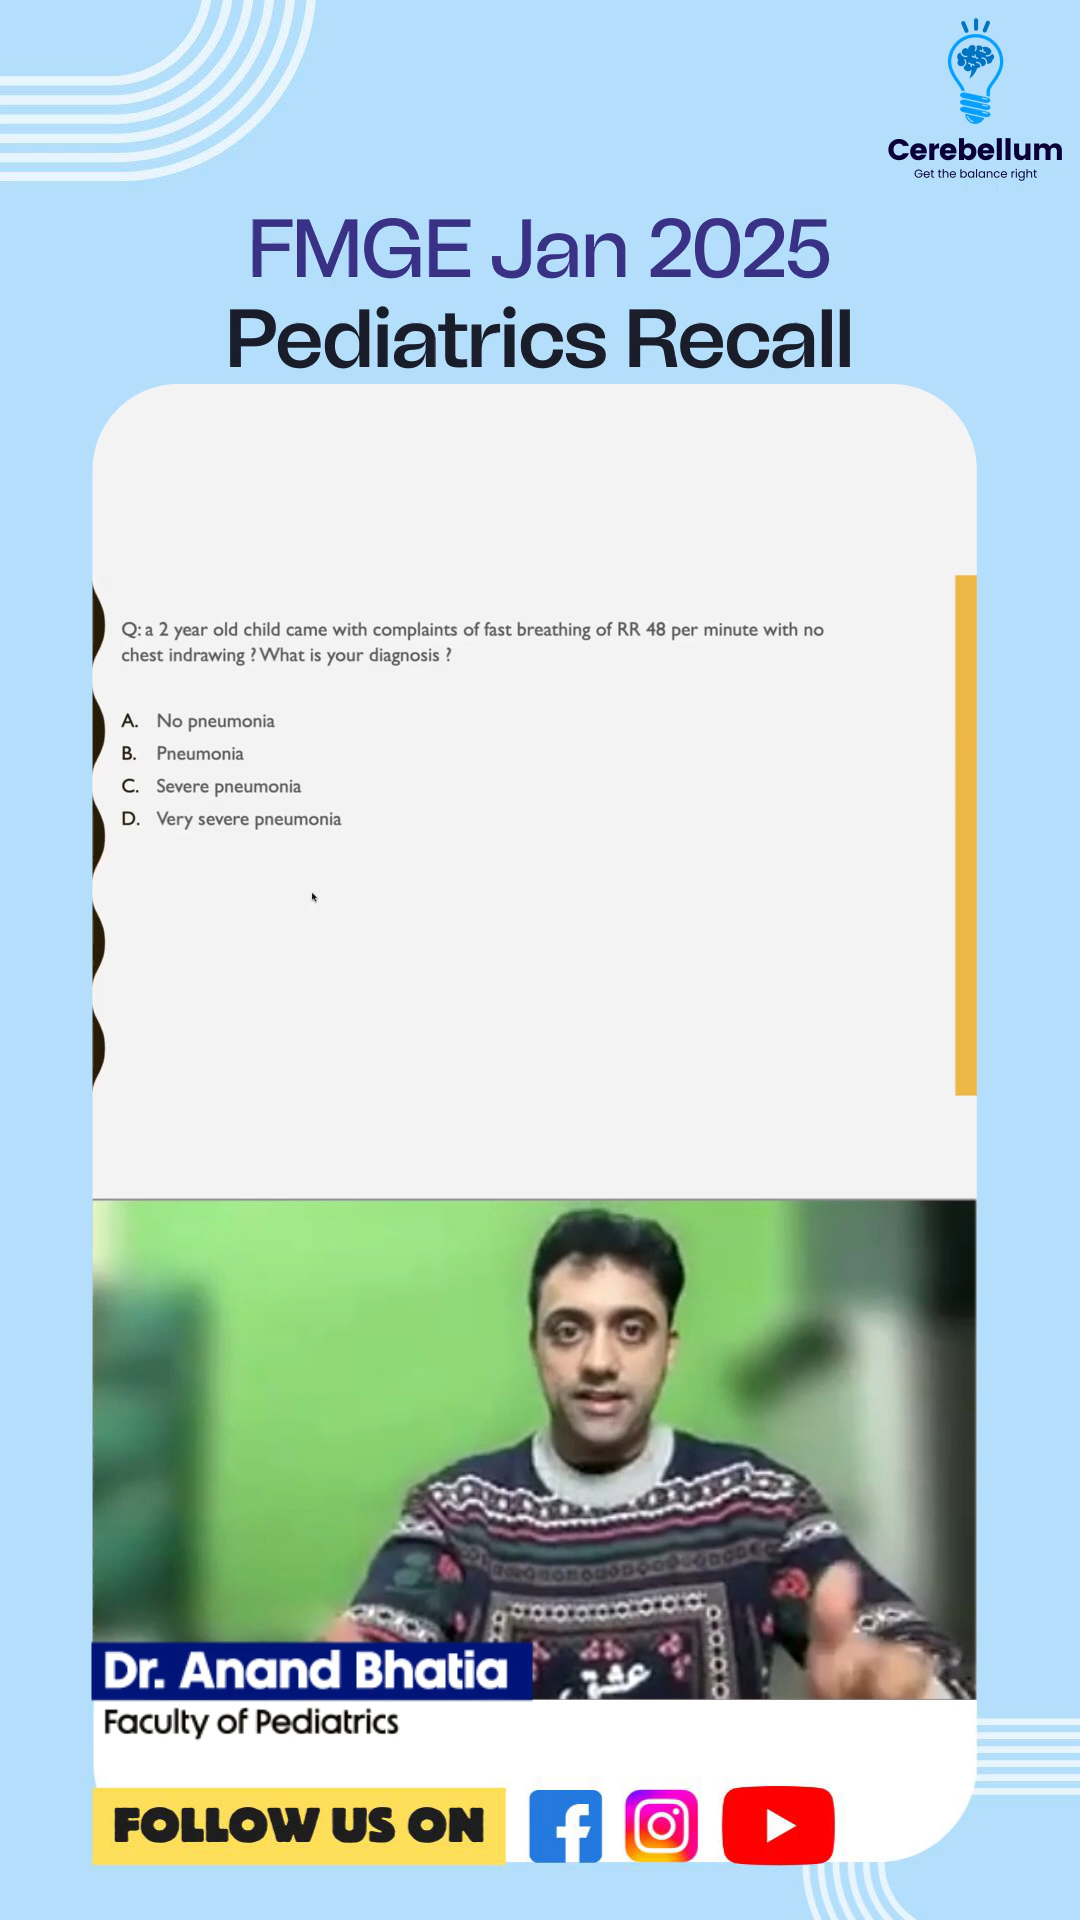 Cerebellum
Get the balance right
FMGE Jan 2025
Pediatrics Recall
Q: a 2 year old child came with complaints of fast breathing of RR 48 per minute with no
chest indrawing ? What is your diagnosis ?
A. No pneumonia
B. Pneumonia
C. Severe pneumonia
D. Very severe pneumonia
عشق
Dr. Anand Bhatia
Faculty of Pediatrics
FOLLOW US ON